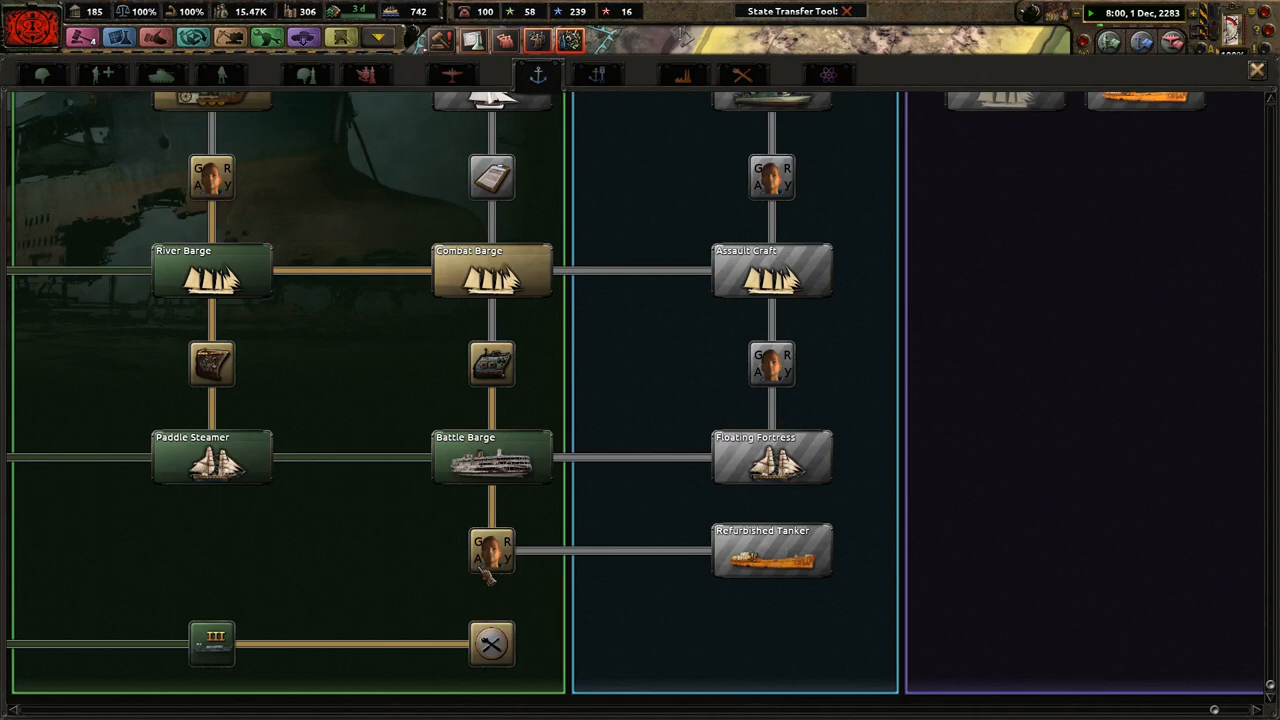 185 100% 100% 15.47K 306 3 d 742 100 58 239 16 State Transfer Tool: 8:00, 1 Dec, 2283
4
G R
A y
G R
A y
River Barge Combat Barge Assault Craft
G R
A y
Paddle Steamer Battle Barge Floating Fortress
G R
A y
Refurbished Tanker
III